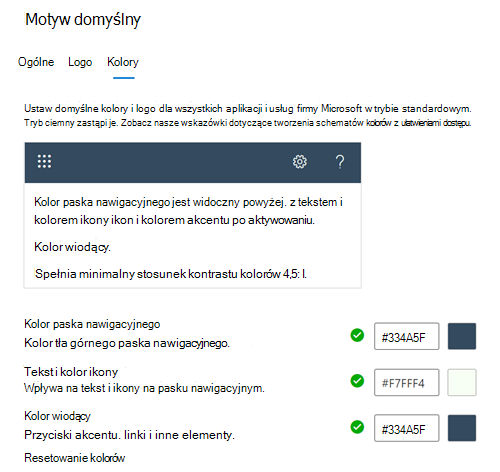 Motyw domyślny
Ogólne Logo Kolory
Ustaw domyślne kolory i logo dla wszystkich aplikacji i usług firmy Microsoft w trybie standardowym.
Tryb ciemny zastąpi je. Zobacz nasze wskazówki dotyczące tworzenia schematów kolorów z ułatwieniami dostępu.
?
Kolor paska nawigacyjnego jest widoczny powyżej. z tekstem i
kolorem ikony ikon i kolorem akcentu po aktywowaniu.
Kolor wiodący.
Spełnia minimalny stosunek kontrastu kolorów 4,5: l.
Kolor paska nawigacyjnego
Kolor tła górnego paska nawigacyjnego.
#334A5F
Tekst i kolor ikony
Wpływa na tekst i ikony na pasku nawigacyjnym.
#F7FFF4
Kolor wiodący
Przyciski akcentu. linki i inne elementy.
#334A5F
Resetowanie kolorów